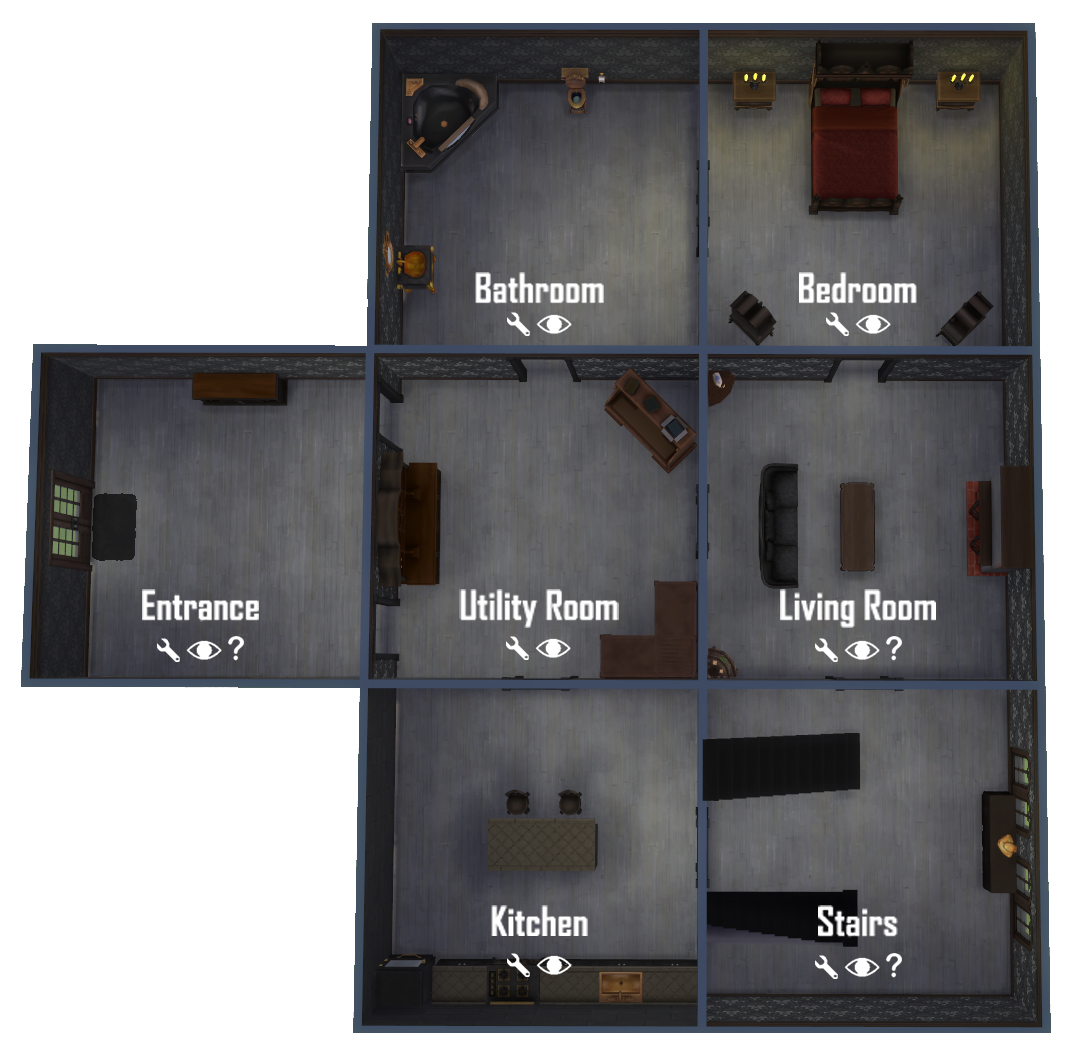 Bathroom
Bedroom
Entrance
?
Utility Room
Living Room
?
Kitchen
Stairs
?